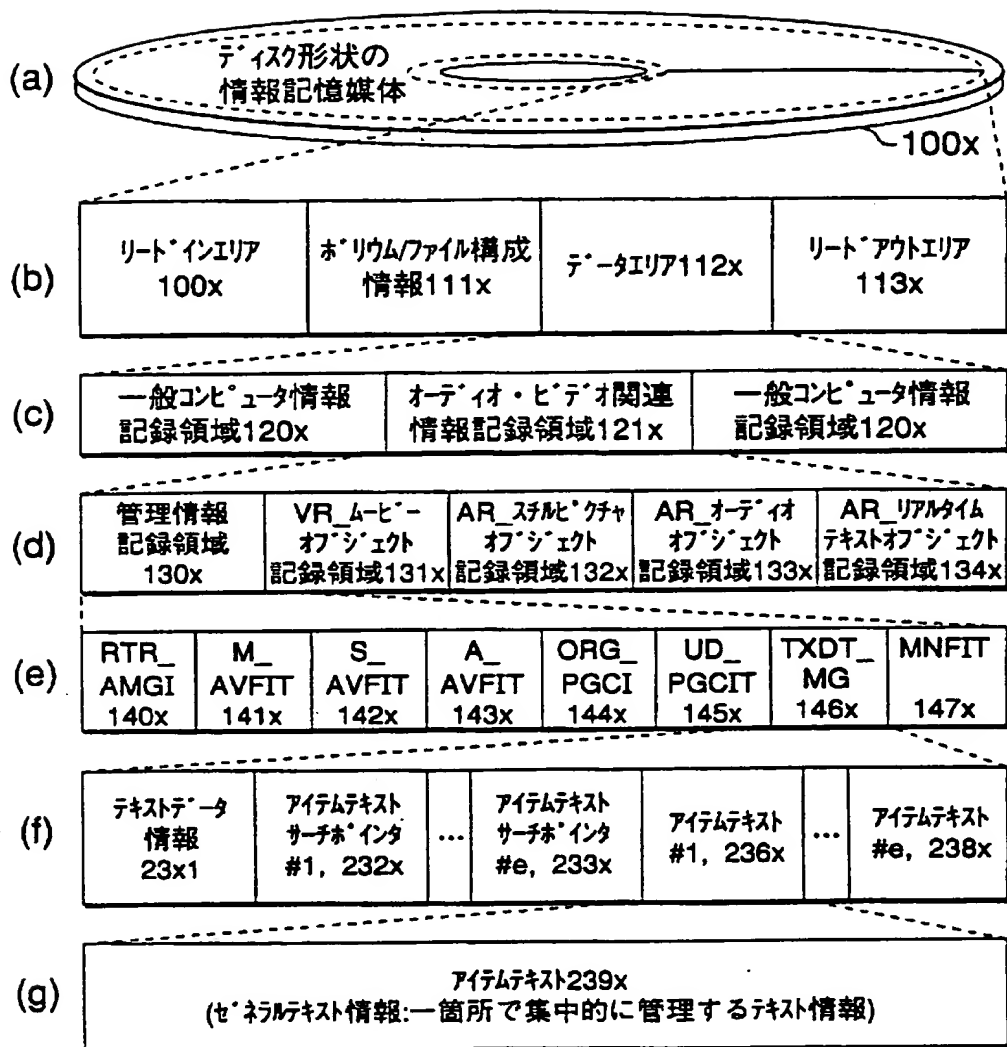 (a)
ディスク形状の
情報記憶媒体
100x
(b)
リードインエリア
100x
ボリウム/ファイル構成
情報111x
データエリア112x
リードアウトエリア
113x
(c)
一般コンピュータ情報
記録領域120x
オーディオ・ビデオ関連
情報記録領域121x
一般コンピュータ情報
記録領域120x
(d)
管理情報
記録領域
130x
VR_ムービー
オブジェクト
記録領域131x
AR_スチルピクチャ
オブジェクト
記録領域132x
AR_オーディオ
オブジェクト
記録領域133x
AR_リアルタイム
テキストオブジェクト
記録領域134x
(e)
RTR_
AMGI
140x
M_
AVFIT
141x
S_
AVFIT
142x
A_
AVFIT
143x
ORG_
PGCI
144x
UD_
PGCIT
145x
TXDT_
MG
146x
MNFIT
147x
(f)
テキストデータ
情報
23x1
アイテムテキスト
サーチポインタ
#1, 232x
...
アイテムテキスト
サーチポインタ
#e, 233x
アイテムテキスト
#1, 236x
...
アイテムテキスト
#e, 238x
(g)
アイテムテキスト239x
(ゼネラルテキスト情報:一箇所で集中的に管理するテキスト情報)